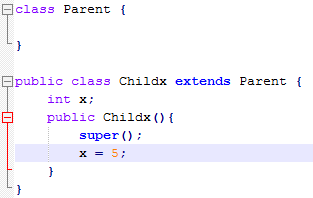 class Parent {
}
public class Childx extends Parent {
    int x;
    public Childx(){
        super();
        x = 5;
    }
}